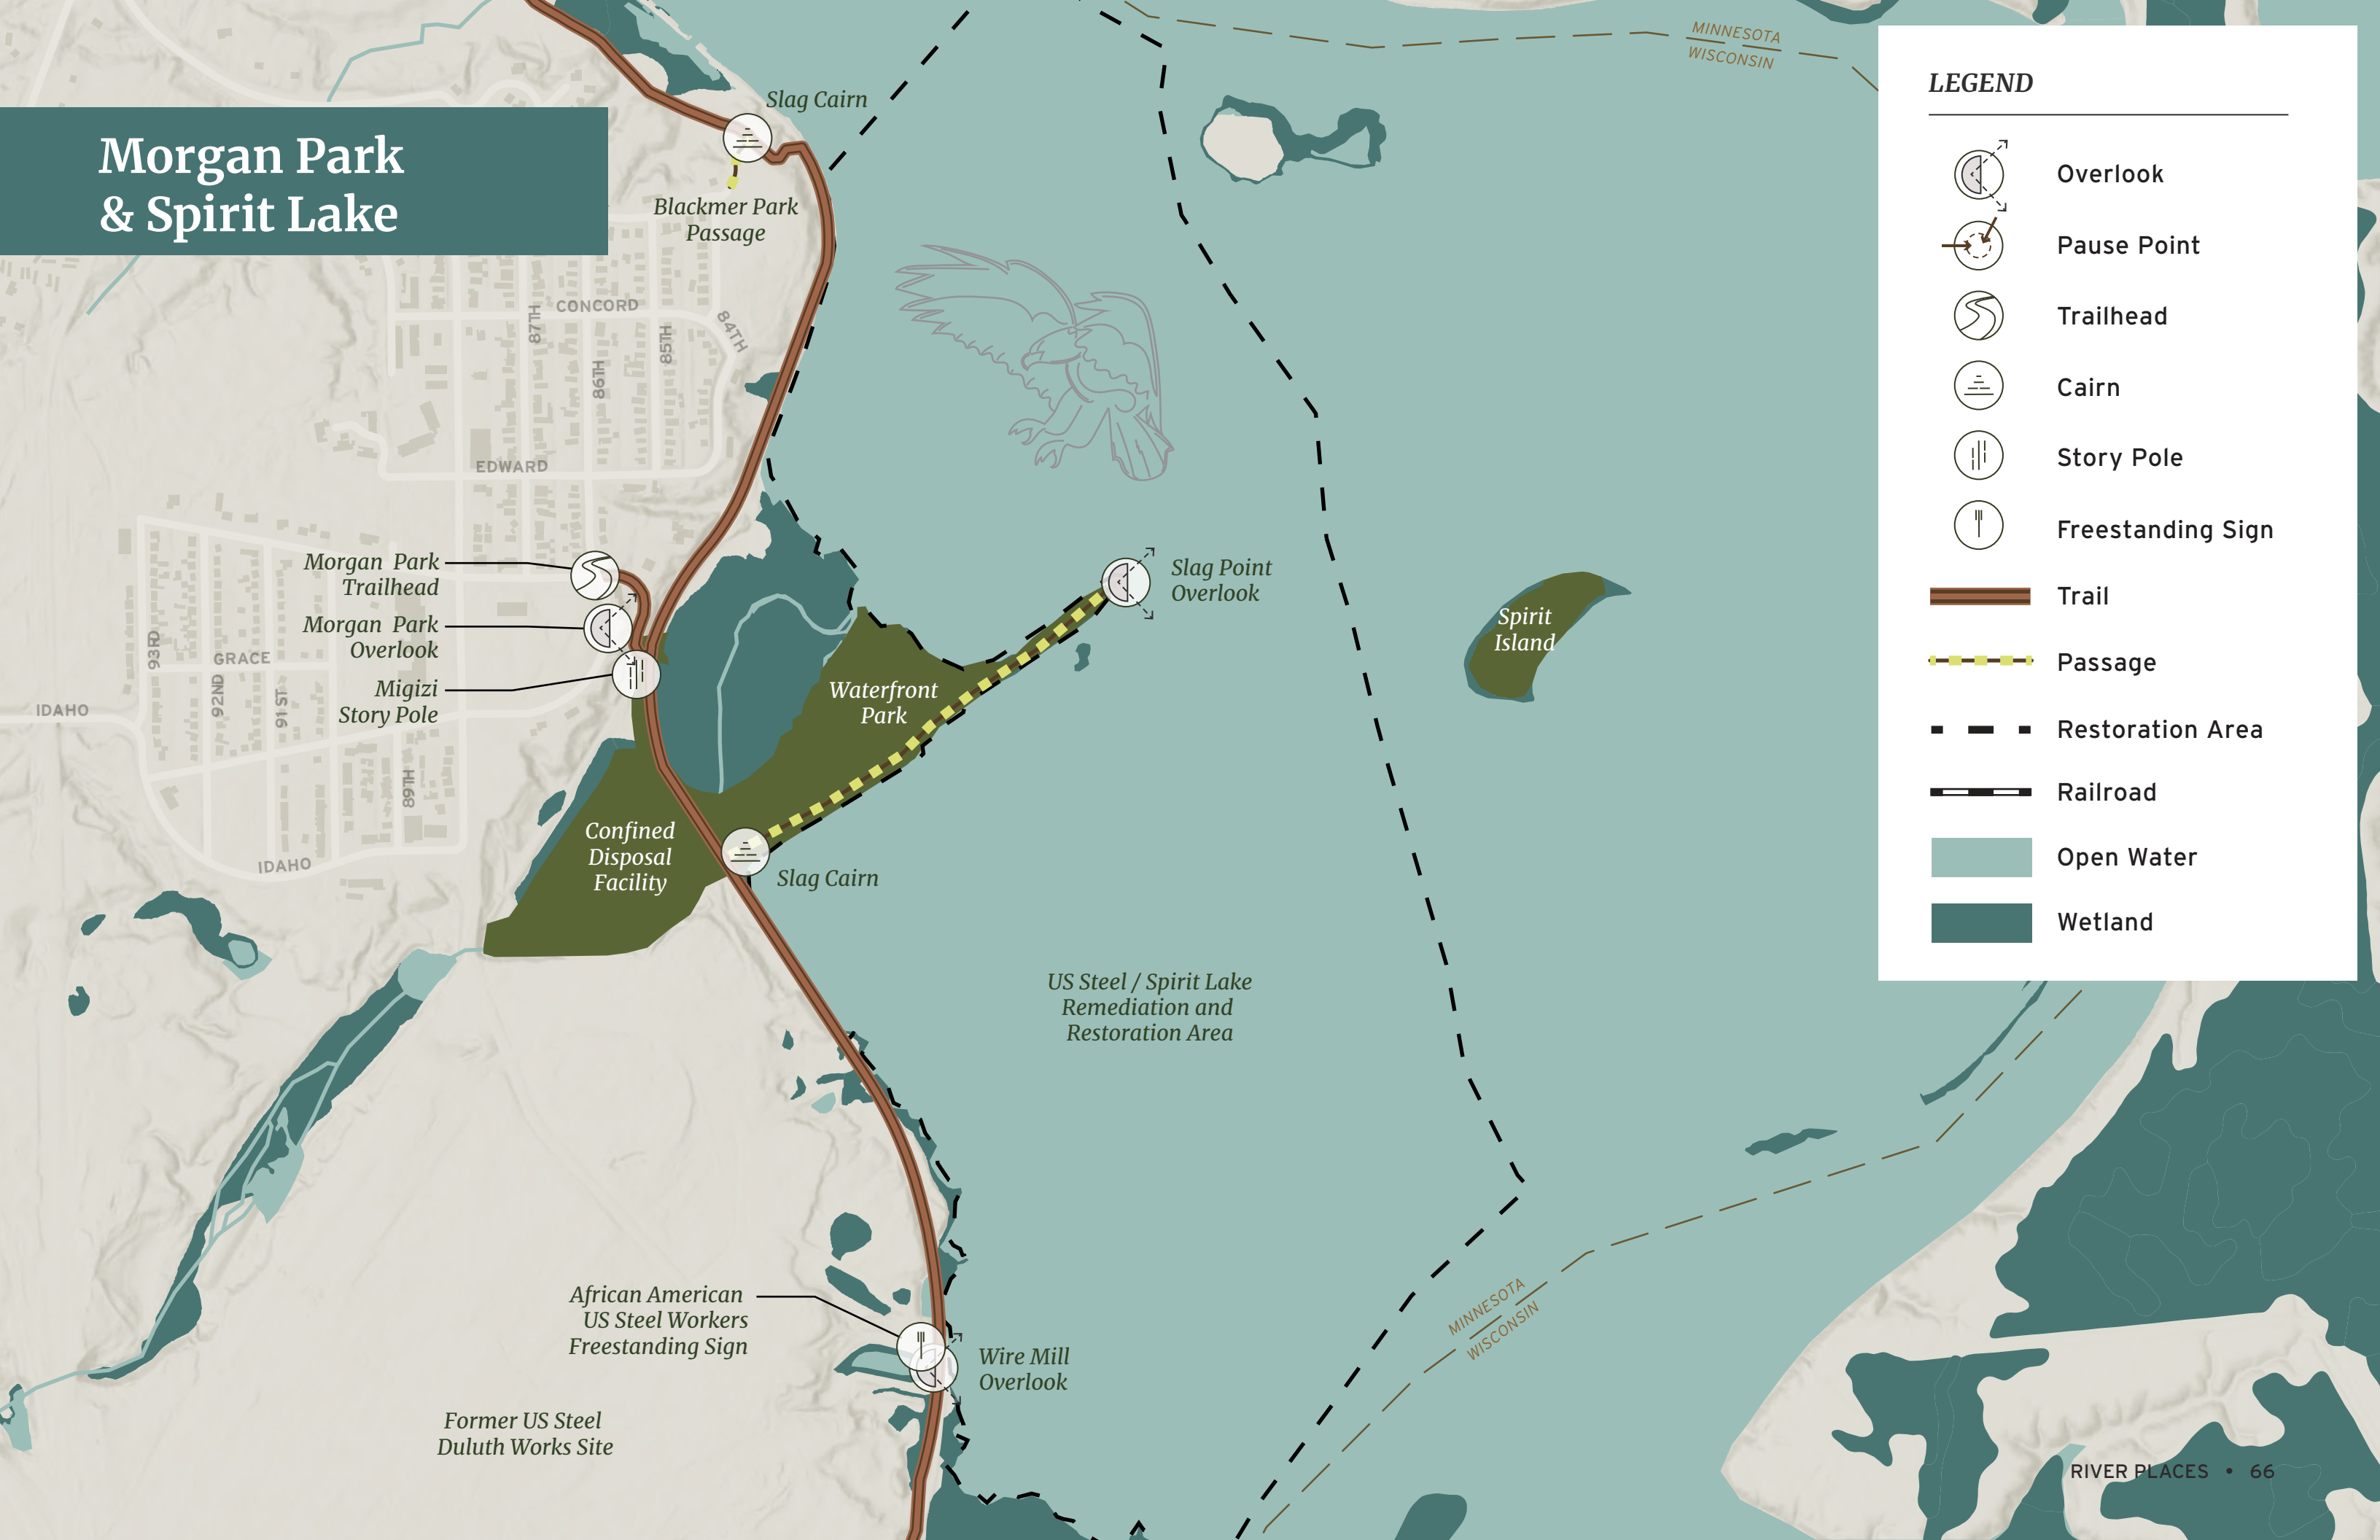 Morgan Park
& Spirit Lake
Slag Cairn
Blackmer Park
Passage
MINNESOTA
WISCONSIN
CONCORD
87TH
86TH
85TH
84TH
EDWARD
Morgan Park
Trailhead
Morgan Park
Overlook
Migizi
Story Pole
93RD
GRACE
92ND
91 ST
IDAHO
89TH
IDAHO
Waterfront
Park
Slag Point
Overlook
Spirit
Island
Confined
Disposal
Facility
Slag Cairn
US Steel / Spirit Lake
Remediation and
Restoration Area
African American
US Steel Workers
Freestanding Sign
Wire Mill
Overlook
Former US Steel
Duluth Works Site
MINNESOTA
WISCONSIN
LEGEND
Overlook
Pause Point
Trailhead
Cairn
Story Pole
Freestanding Sign
Trail
Passage
Restoration Area
Railroad
Open Water
Wetland
RIVER PLACES • 66